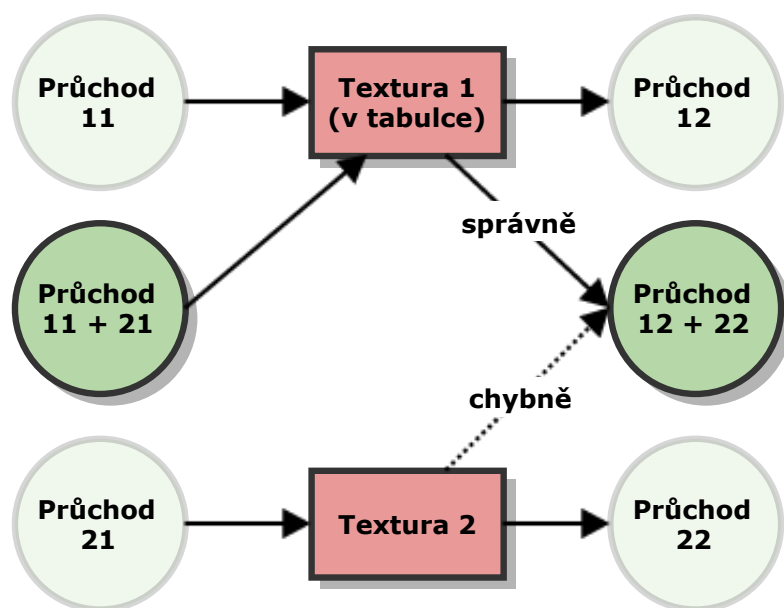 Průchod
11
Textura 1
(v tabulce)
Průchod
12
správně
Průchod
11 + 21
Průchod
12 + 22
chybně
Průchod
21
Textura 2
Průchod
22